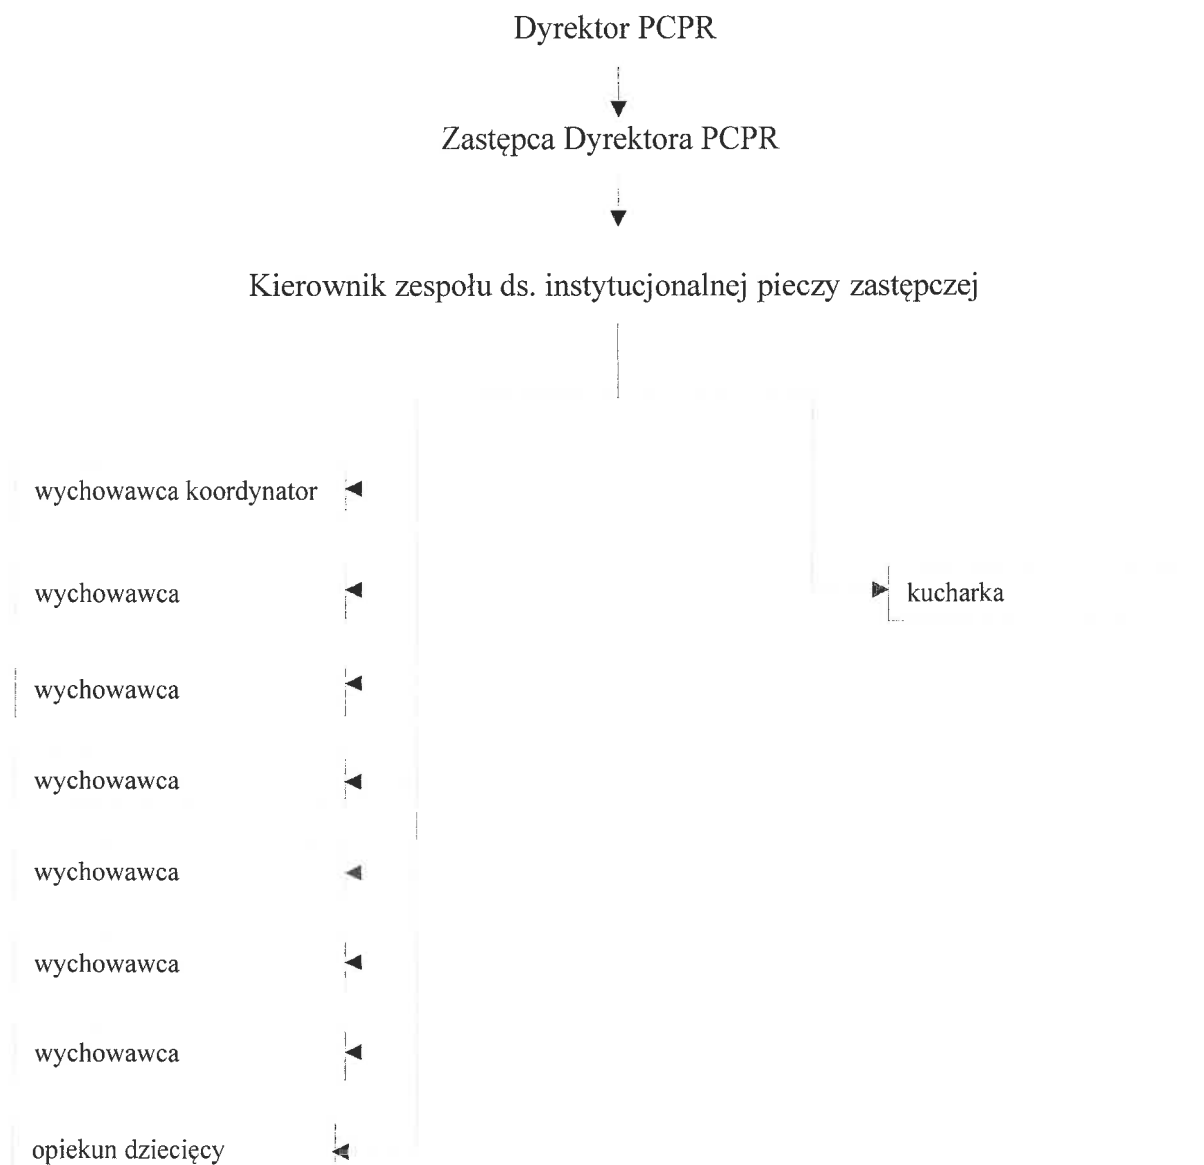 Dyrektor PCPR
Zastępca Dyrektora PCPR
Kierownik zespołu ds. instytucjonalnej pieczy zastępczej
wychowawca koordynator
wychowawca
kucharka
wychowawca
wychowawca
wychowawca
wychowawca
wychowawca
opiekun dziecięcy